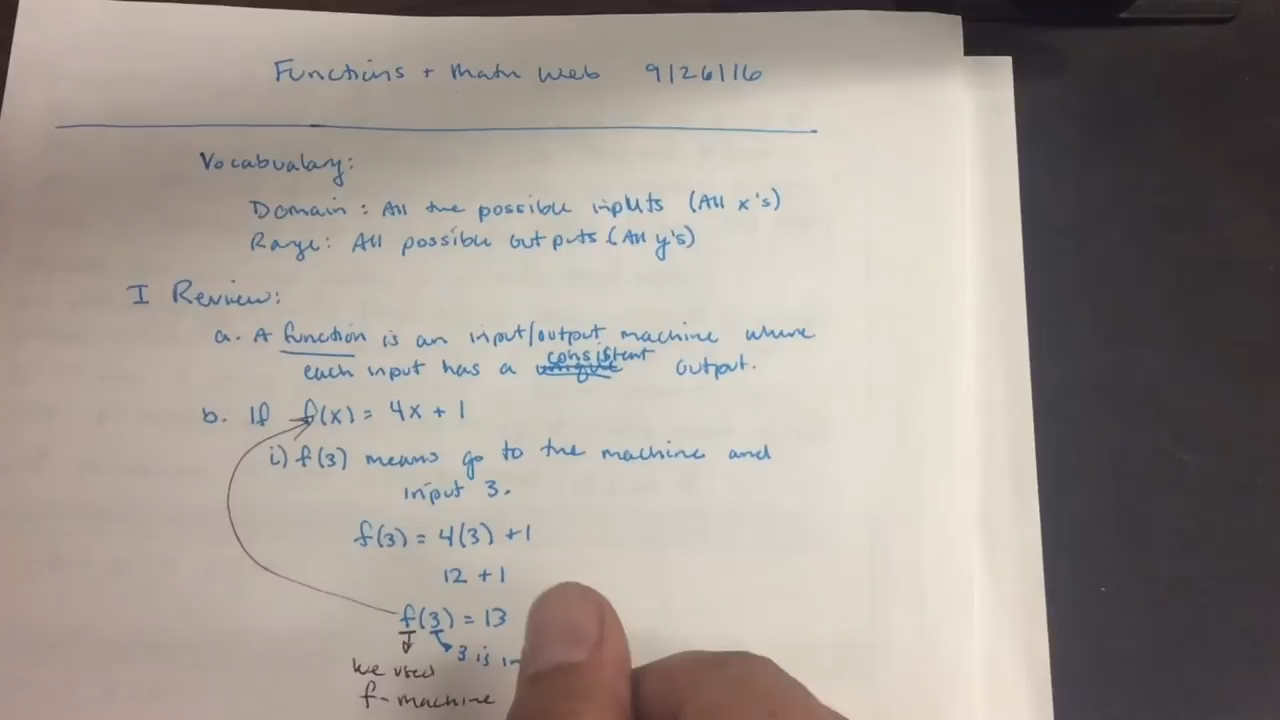 Functions + Math Web 9/26/16
Vocabualary:
Domain: All the possible inputs (All x's)
Range: All possible outputs (All y's)
I Review:
a. A function is an input/output machine where
consistent
each input has a unique output.
b. If f(x) = 4x + 1
i) f(3) means go to the machine and
input 3.
f(3) = 4(3) + 1
12 + 1
f(3) = 13
3 is
we used
f-machine